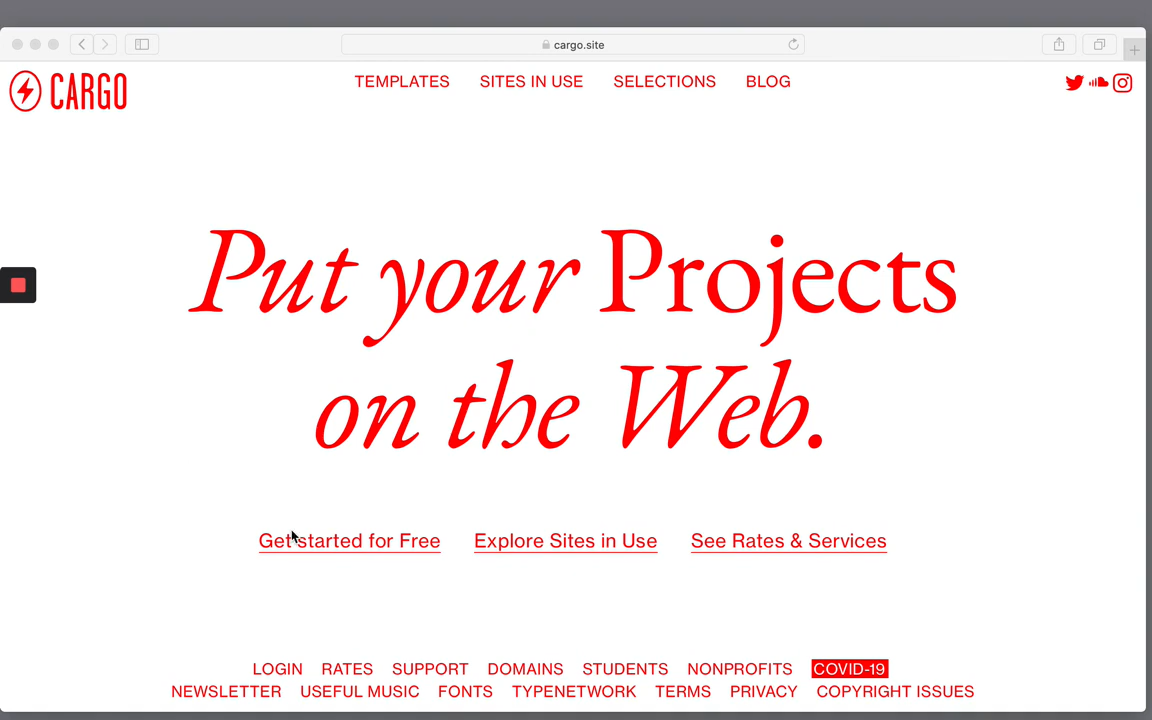 cargo.site
CARGO
TEMPLATES SITES IN USE SELECTIONS BLOG
Put your Projects
on the Web.
Get started for Free Explore Sites in Use See Rates & Services
LOGIN RATES SUPPORT DOMAINS STUDENTS NONPROFITS COVID-19
NEWSLETTER USEFUL MUSIC FONTS TYPENETWORK TERMS PRIVACY COPYRIGHT ISSUES